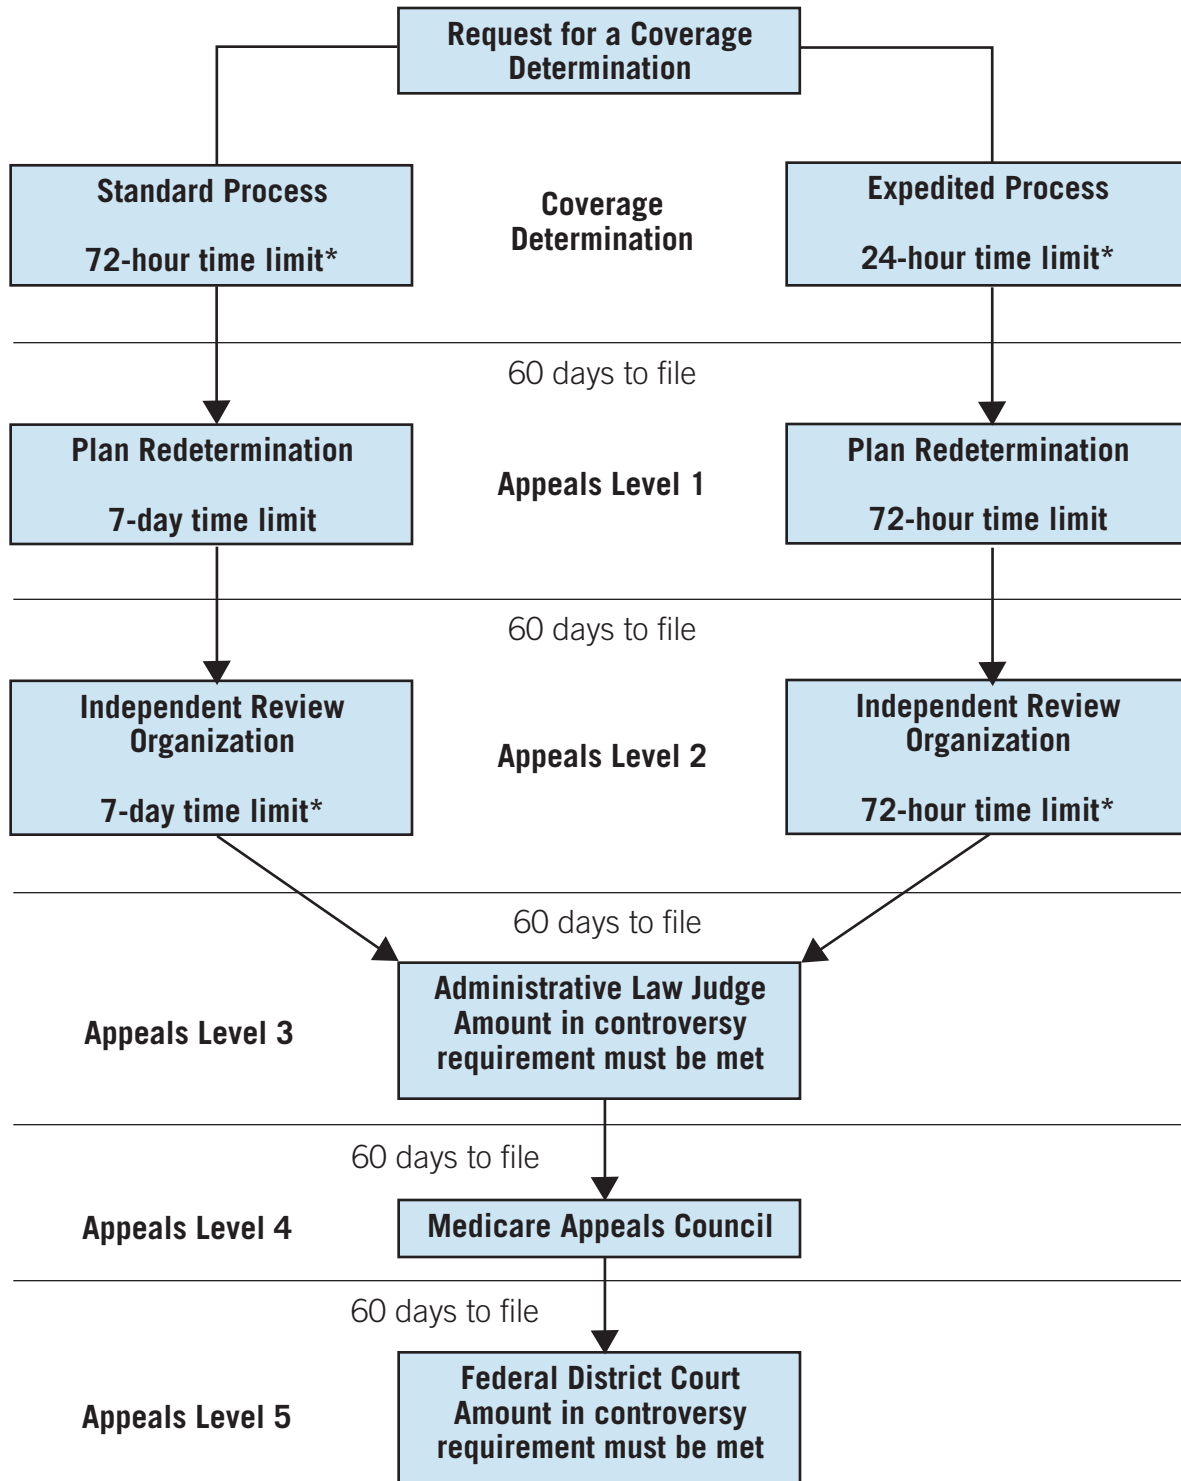 Request for a Coverage
Determination
Standard Process
72-hour time limit*
Coverage
Determination
Expedited Process
24-hour time limit*
60 days to file
Plan Redetermination
7-day time limit
Appeals Level 1
Plan Redetermination
72-hour time limit
60 days to file
Independent Review
Organization
7-day time limit*
Appeals Level 2
Independent Review
Organization
72-hour time limit*
60 days to file
Appeals Level 3
Administrative Law Judge
Amount in controversy
requirement must be met
60 days to file
Appeals Level 4
Medicare Appeals Council
60 days to file
Appeals Level 5
Federal District Court
Amount in controversy
requirement must be met